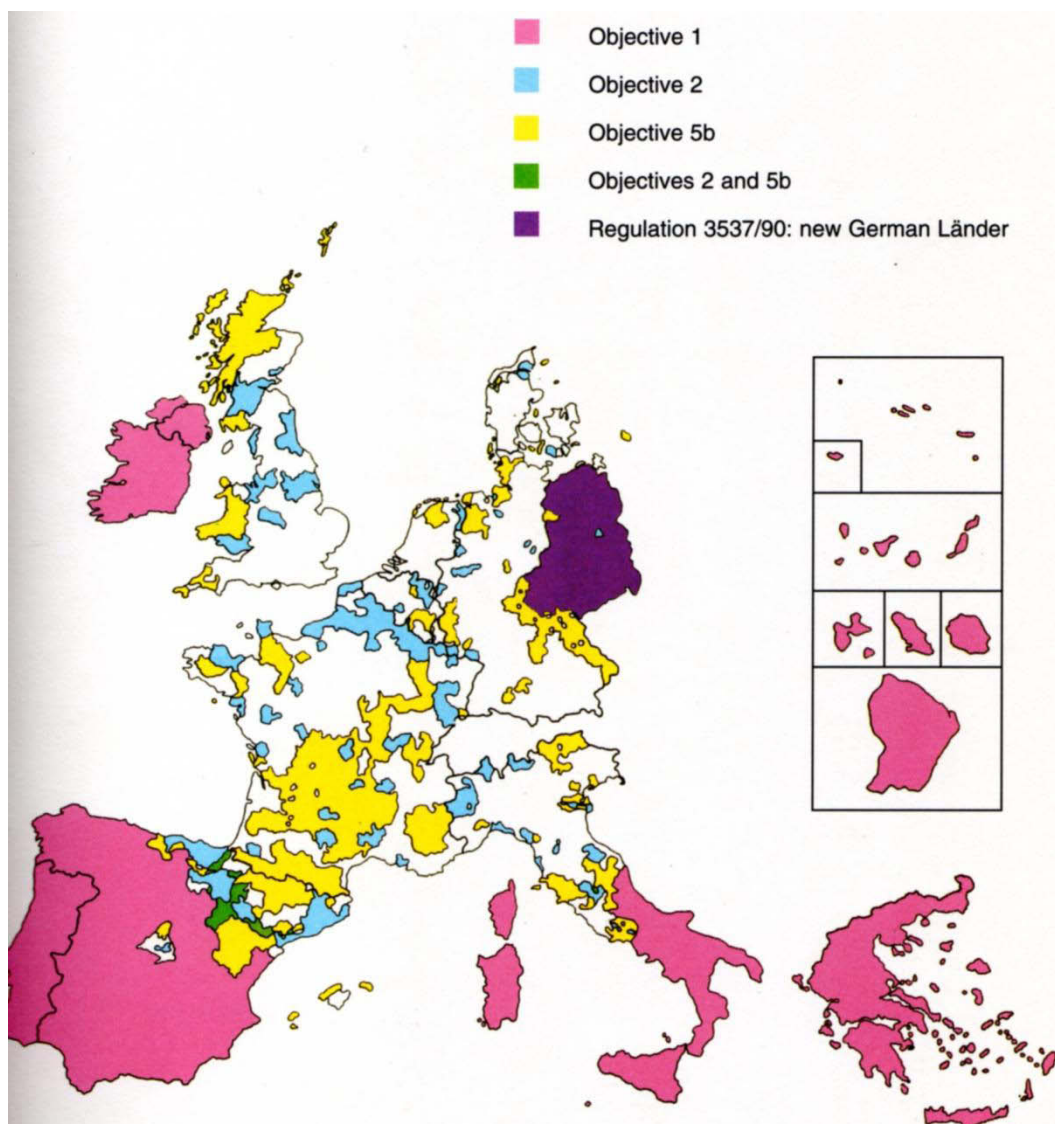 Objective 1
Objective 2
Objective 5b
Objectives 2 and 5b
Regulation 3537/90: new German Länder